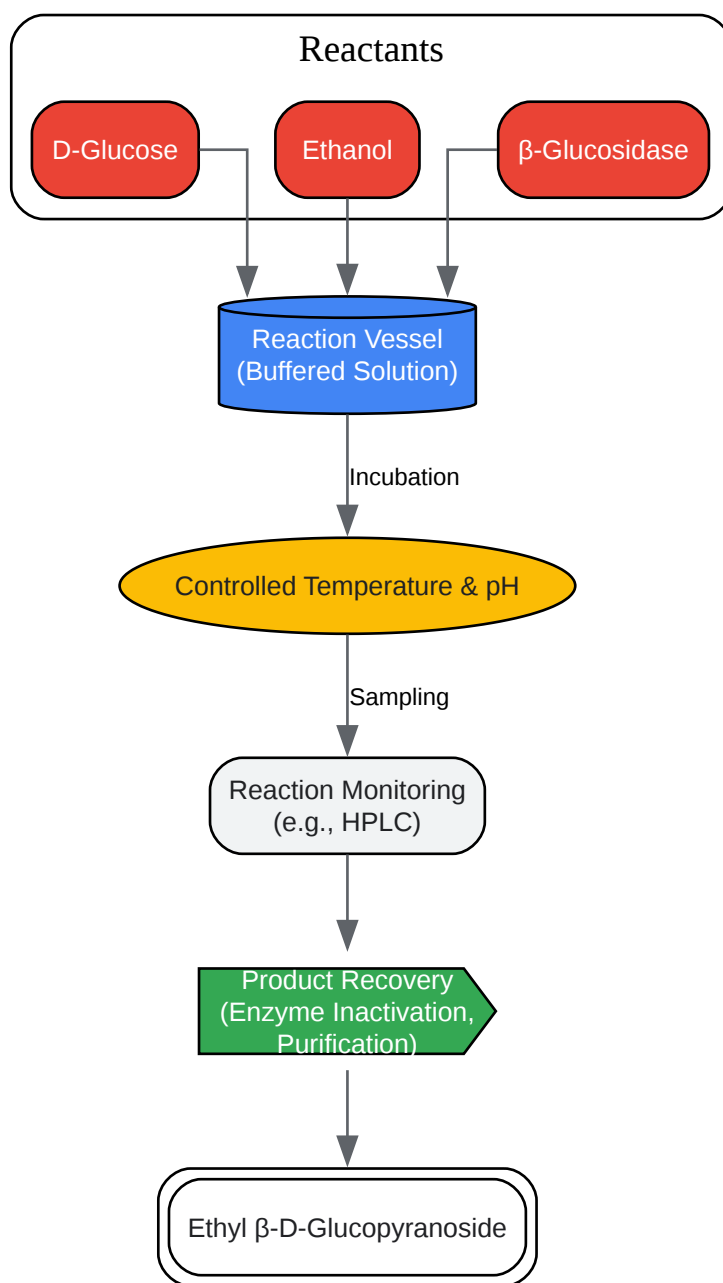 Reactants
D-Glucose
Ethanol
β-Glucosidase
Reaction Vessel
(Buffered Solution)
Incubation
Controlled Temperature & pH
Sampling
Reaction Monitoring
(e.g., HPLC)
Product Recovery
(Enzyme Inactivation,
Purification)
Ethyl β-D-Glucopyranoside